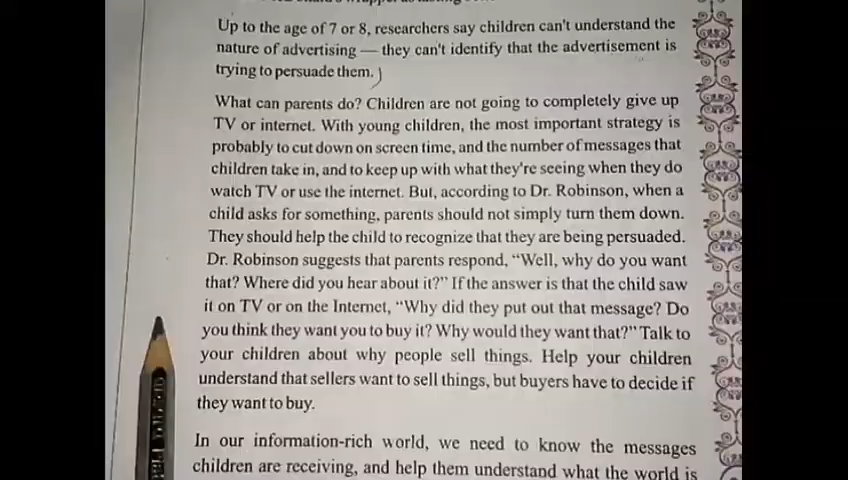 Up to the age of 7 or 8, researchers say children can't understand the
nature of advertising — they can't identify that the advertisement is
trying to persuade them.
What can parents do? Children are not going to completely give up
TV or internet. With young children, the most important strategy is
probably to cut down on screen time, and the number of messages that
children take in, and to keep up with what they're seeing when they do
watch TV or use the internet. But, according to Dr. Robinson, when a
child asks for something, parents should not simply turn them down.
They should help the child to recognize that they are being persuaded.
Dr. Robinson suggests that parents respond, “Well, why do you want
that? Where did you hear about it?” If the answer is that the child saw
it on TV or on the Internet, “Why did they put out that message? Do
you think they want you to buy it? Why would they want that?” Talk to
your children about why people sell things. Help your children
understand that sellers want to sell things, but buyers have to decide if
they want to buy.
In our information-rich world, we need to know the messages
children are receiving, and help them understand what the world is